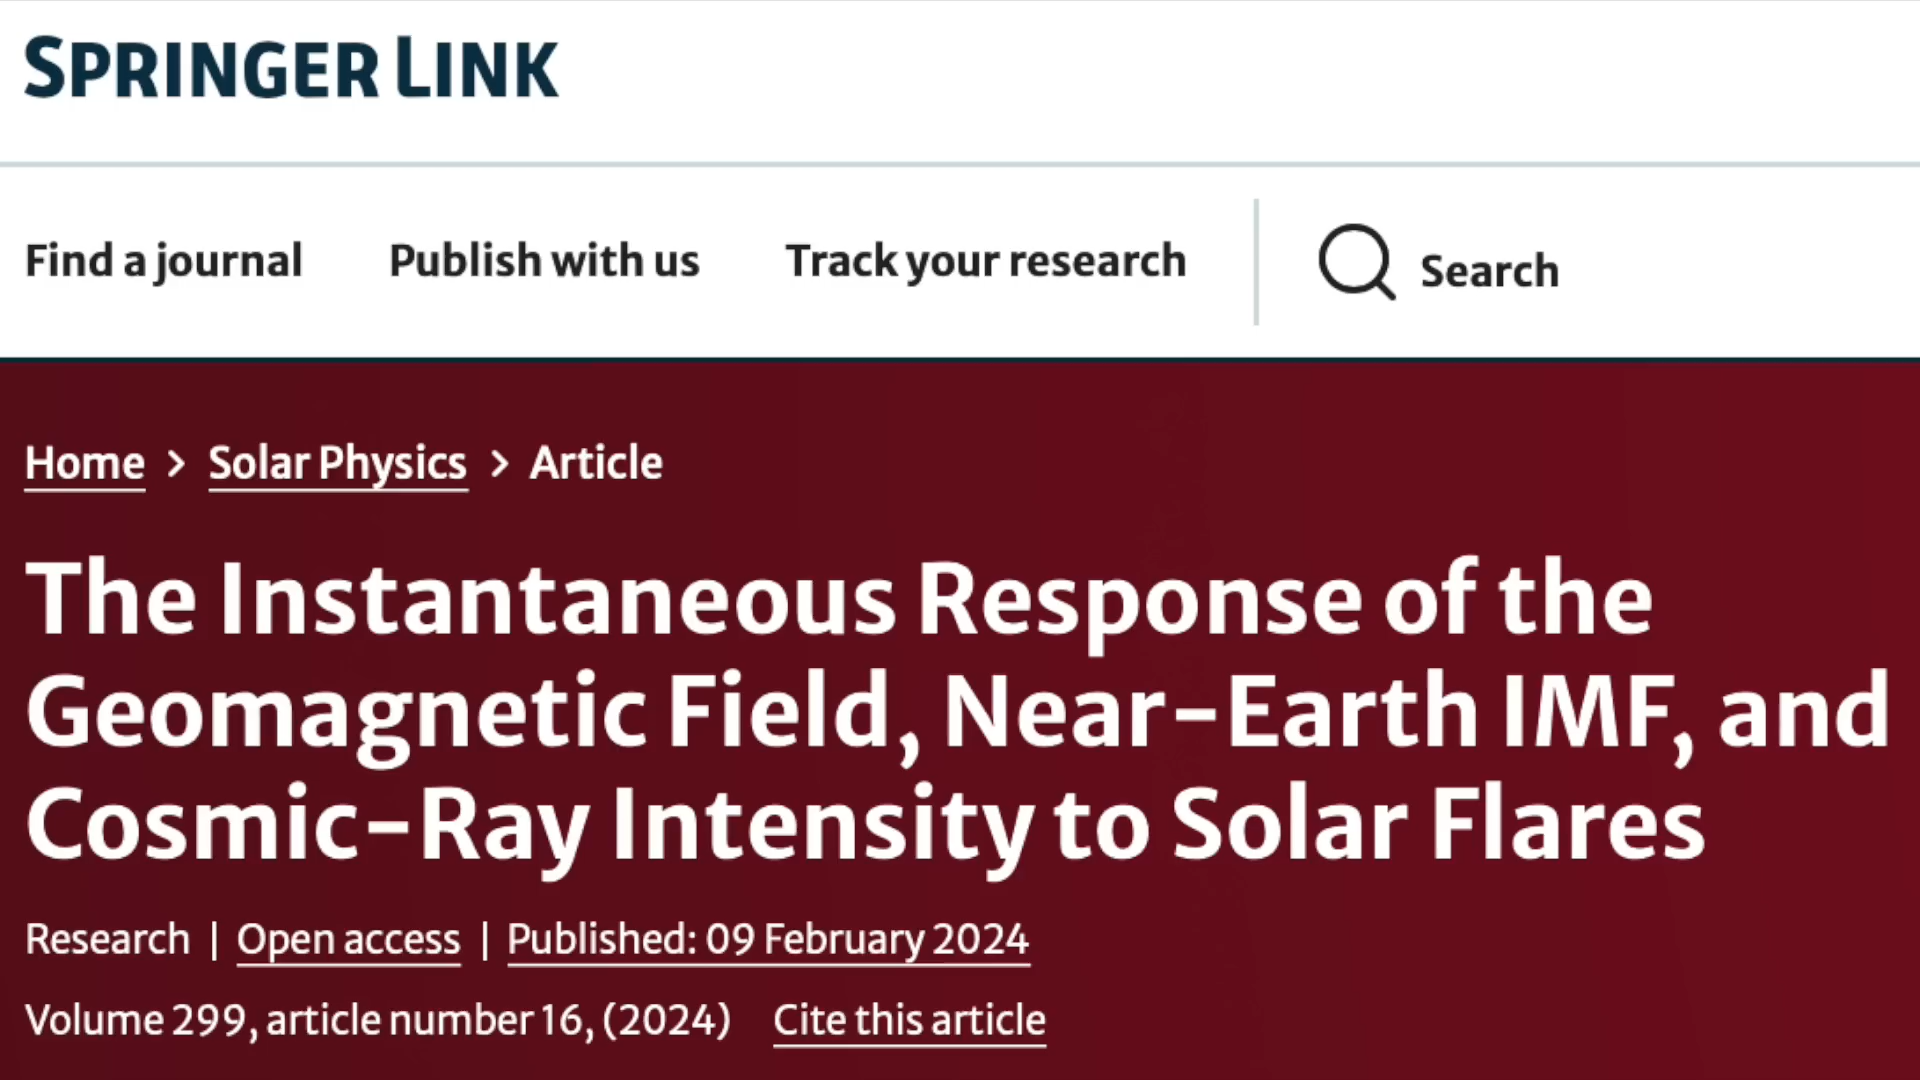 SPRINGER LINK
Find a journal Publish with us Track your research Search
Home > Solar Physics > Article
The Instantaneous Response of the
Geomagnetic Field, Near-Earth IMF, and
Cosmic-Ray Intensity to Solar Flares
Research | Open access | Published: 09 February 2024
Volume 299, article number 16, (2024) Cite this article